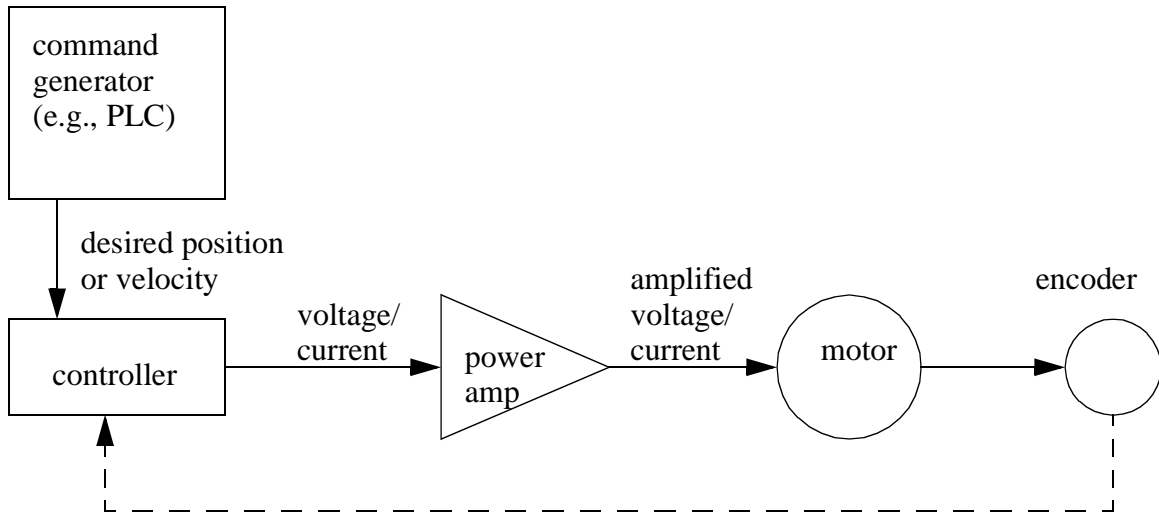 command
generator
(e.g., PLC)
desired position
or velocity
controller
voltage/
current
power
amp
amplified
voltage/
current
motor
encoder